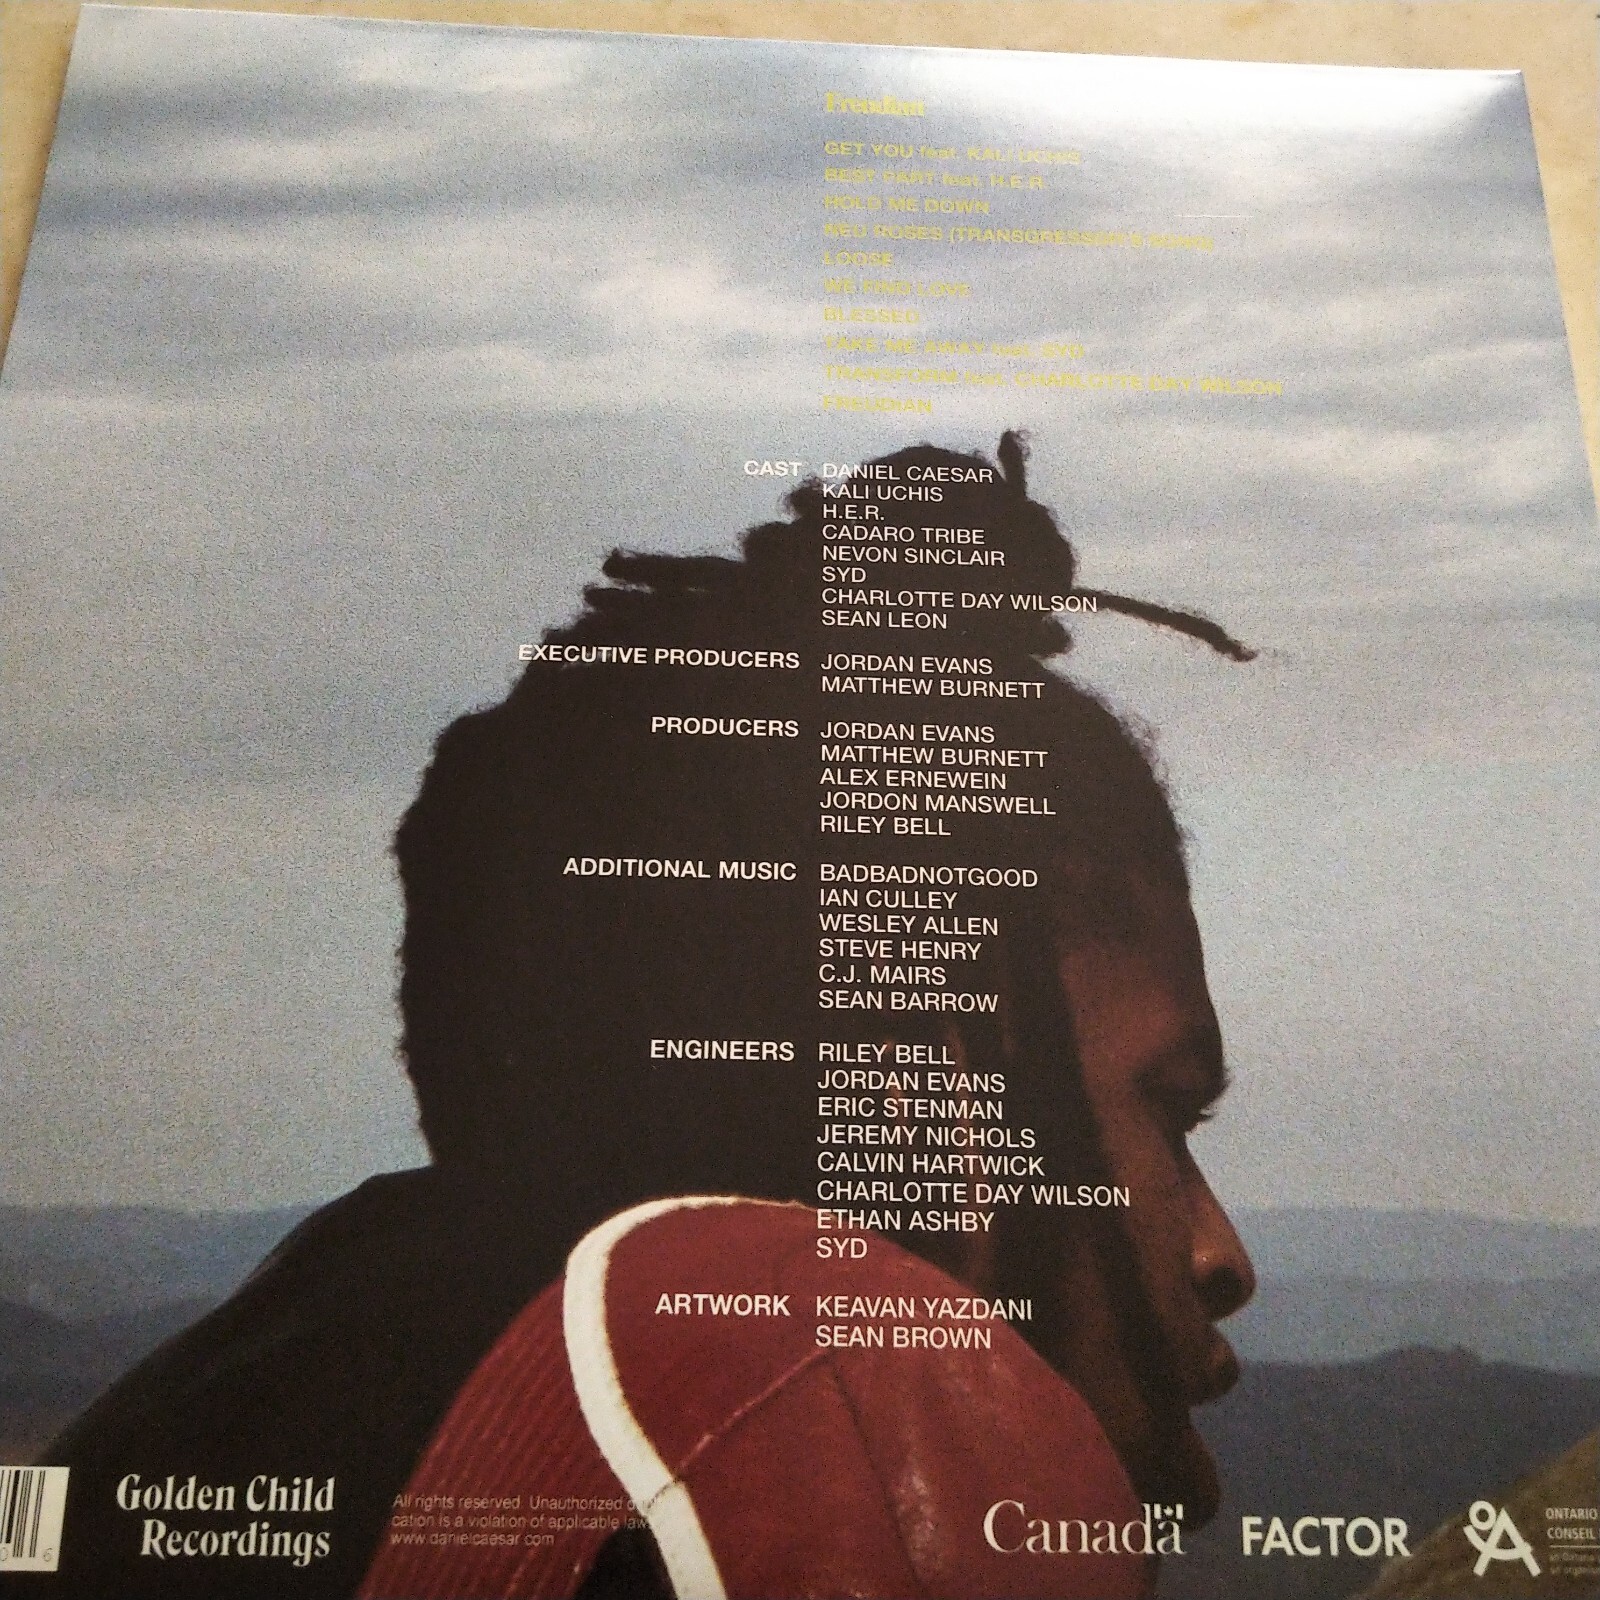 Freudian
GET YOU feat. KALI UCHIS
BEST PART feat. H.E.R.
HOLD ME DOWN
NEU ROSES (TRANSGRESSOR'S SONG)
LOOSE
WE FIND LOVE
BLESSED
TAKE ME AWAY feat. SYD
TRANSFORM feat. CHARLOTTE DAY WILSON
FREUDIAN
CAST DANIEL CAESAR
KALI UCHIS
H.E.R.
CADARO TRIBE
NEVON SINCLAIR
SYD
CHARLOTTE DAY WILSON
SEAN LEON
EXECUTIVE PRODUCERS JORDAN EVANS
MATTHEW BURNETT
PRODUCERS JORDAN EVANS
MATTHEW BURNETT
ALEX ERNEWEIN
JORDON MANSWELL
RILEY BELL
ADDITIONAL MUSIC BADBADNOTGOOD
IAN CULLEY
WESLEY ALLEN
STEVE HENRY
C.J. MAIRS
SEAN BARROW
ENGINEERS RILEY BELL
JORDAN EVANS
ERIC STENMAN
JEREMY NICHOLS
CALVIN HARTWICK
CHARLOTTE DAY WILSON
ETHAN ASHBY
SYD
ARTWORK KEAVAN YAZDANI
SEAN BROWN
0 6
Golden Child
Recordings
All rights reserved. Unauthorized
cation is a violation of applicable laws
www.danielcaesar.com
Canada
FACTOR
OA
ONTARIO
CONSEIL